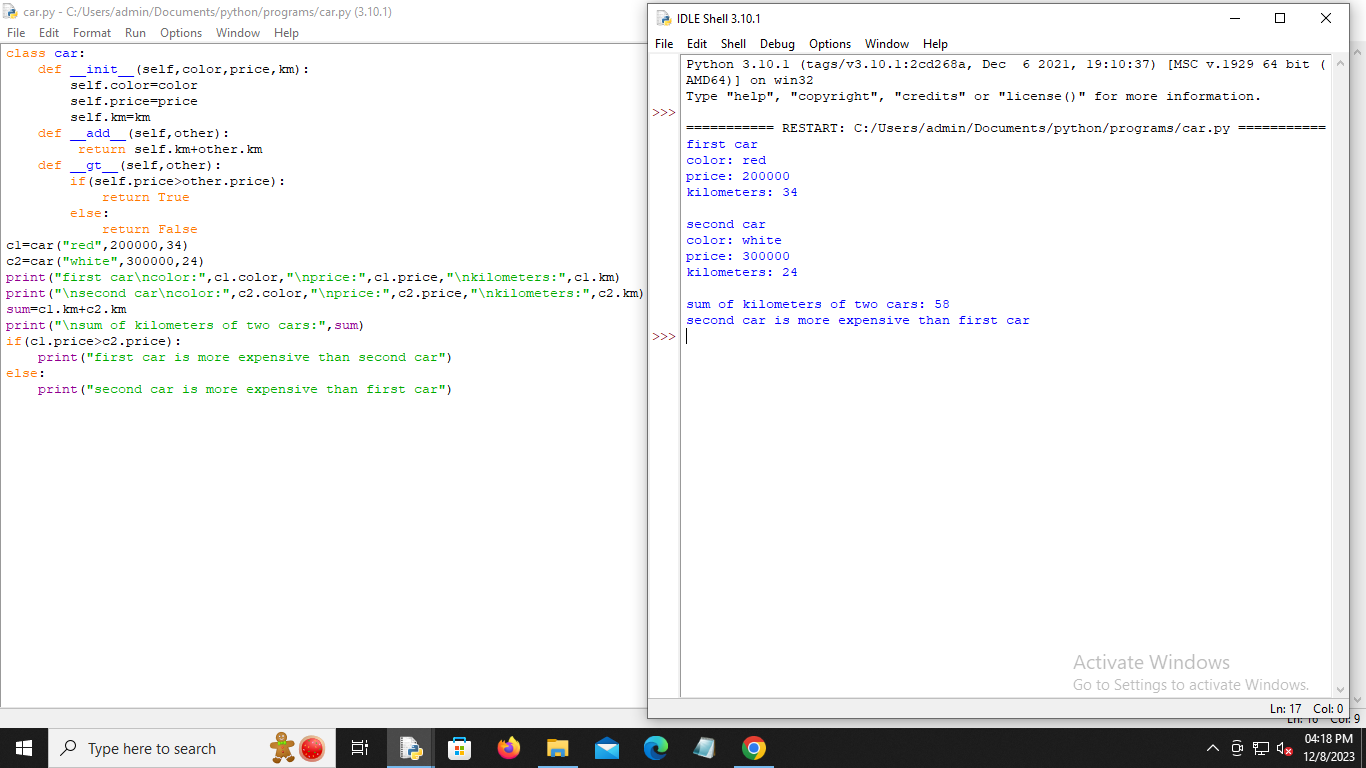 car.py - C:/Users/admin/Documents/python/programs/car.py (3.10.1)
File Edit Format Run Options Window Help
class car:
    def __init__(self,color,price,km):
        self.color=color
        self.price=price
        self.km=km
    def __add__(self,other):
         return self.km+other.km
    def __gt__(self,other):
        if(self.price>other.price):
            return True
        else:
            return False
c1=car("red",200000,34)
c2=car("white",300000,24)
print("first car\ncolor:",c1.color,"\nprice:",c1.price,"\nkilometers:",c1.km)
print("\nsecond car\ncolor:",c2.color,"\nprice:",c2.price,"\nkilometers:",c2.km)
sum=c1.km+c2.km
print("\nsum of kilometers of two cars:",sum)
if(c1.price>c2.price):
    print("first car is more expensive than second car")
else:
    print("second car is more expensive than first car")
IDLE Shell 3.10.1
File Edit Shell Debug Options Window Help
Python 3.10.1 (tags/v3.10.1:2cd268a, Dec  6 2021, 19:10:37) [MSC v.1929 64 bit (
AMD64)] on win32
Type "help", "copyright", "credits" or "license()" for more information.
>>>
=========== RESTART: C:/Users/admin/Documents/python/programs/car.py ===========
first car
color: red
price: 200000
kilometers: 34

second car
color: white
price: 300000
kilometers: 24

sum of kilometers of two cars: 58
second car is more expensive than first car
>>>
Activate Windows
Go to Settings to activate Windows.
Ln: 17 Col: 0
Ln: 10 Col: 9
Type here to search
04:18 PM
12/8/2023